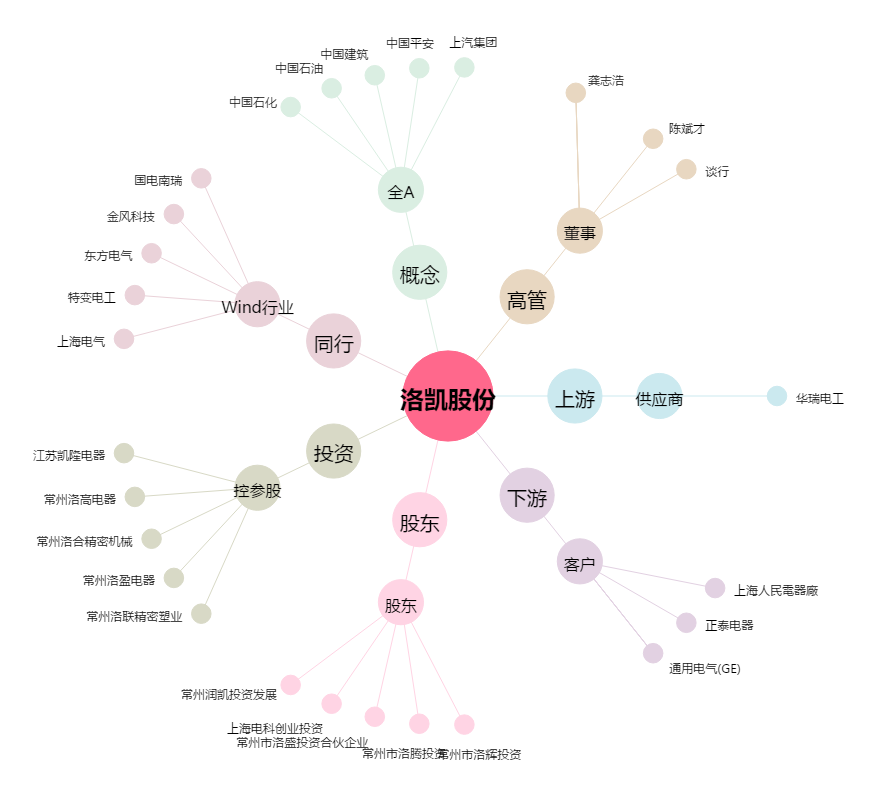 上汽集团
中国平安
中国建筑
中国石油
中国石化
龚志浩
陈斌才
谈行
国电南瑞
全A
金风科技
董事
东方电气
概念
特变电工
Wind行业
高管
上海电气
同行
洛凯股份
上游
供应商
华瑞电工
江苏凯隆电器
投资
控参股
常州洛高电器
下游
常州洛合精密机械
股东
客户
常州洛盈电器
上海人民電器廠
常州洛联精密塑业
股东
正泰电器
通用电气(GE)
常州润凯投资发展
上海电科创业投资
常州市洛盛投资合伙企业
常州市洛腾投资
常州市洛辉投资